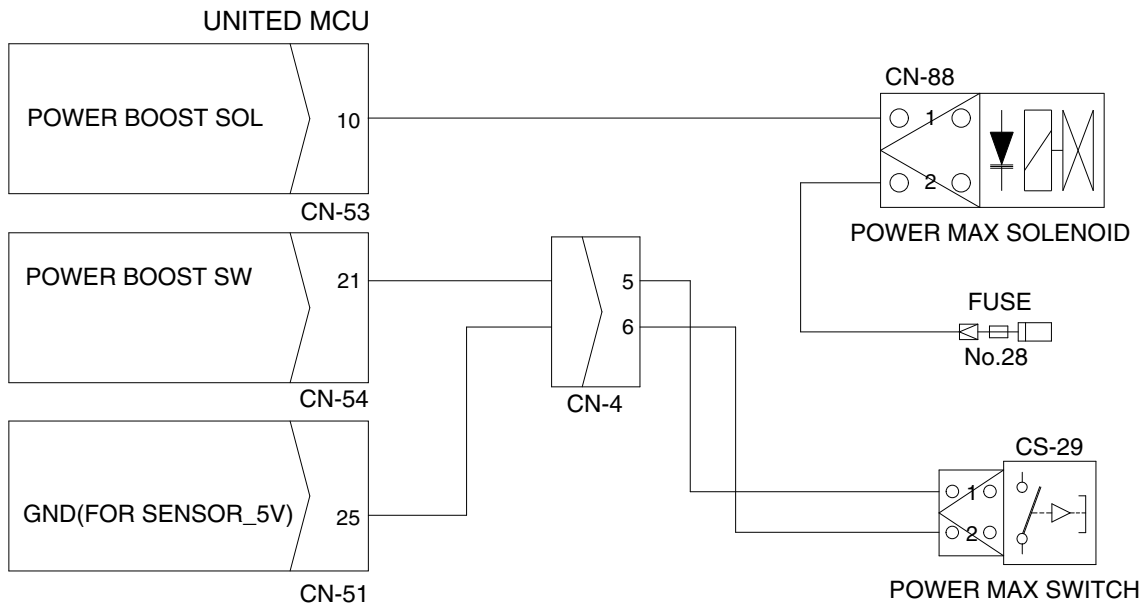 UNITED MCU
POWER BOOST SOL
10
CN-53
POWER BOOST SW
21
CN-54
GND(FOR SENSOR_5V)
25
CN-51
5
6
CN-4
CN-88
1
2
POWER MAX SOLENOID
FUSE
No.28
CS-29
1
2
POWER MAX SWITCH